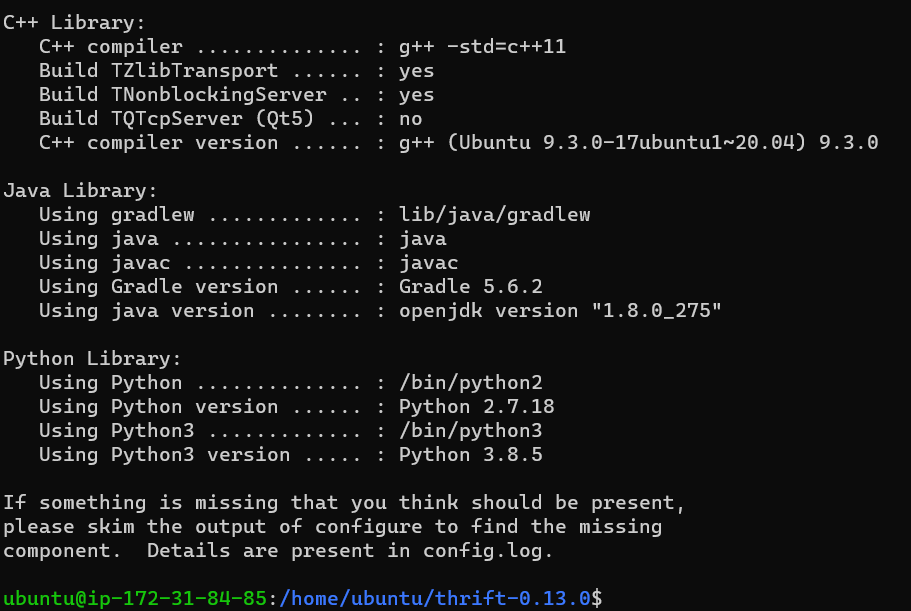 C++ Library:
   C++ compiler .............. : g++ -std=c++11
   Build TZlibTransport ...... : yes
   Build TNonblockingServer .. : yes
   Build TQTcpServer (Qt5) ... : no
   C++ compiler version ...... : g++ (Ubuntu 9.3.0-17ubuntu1~20.04) 9.3.0

Java Library:
   Using gradlew ............. : lib/java/gradlew
   Using java ................ : java
   Using javac ............... : javac
   Using Gradle version ...... : Gradle 5.6.2
   Using java version ........ : openjdk version "1.8.0_275"

Python Library:
   Using Python .............. : /bin/python2
   Using Python version ...... : Python 2.7.18
   Using Python3 ............. : /bin/python3
   Using Python3 version ..... : Python 3.8.5

If something is missing that you think should be present,
please skim the output of configure to find the missing
component.  Details are present in config.log.

ubuntu@ip-172-31-84-85:/home/ubuntu/thrift-0.13.0$